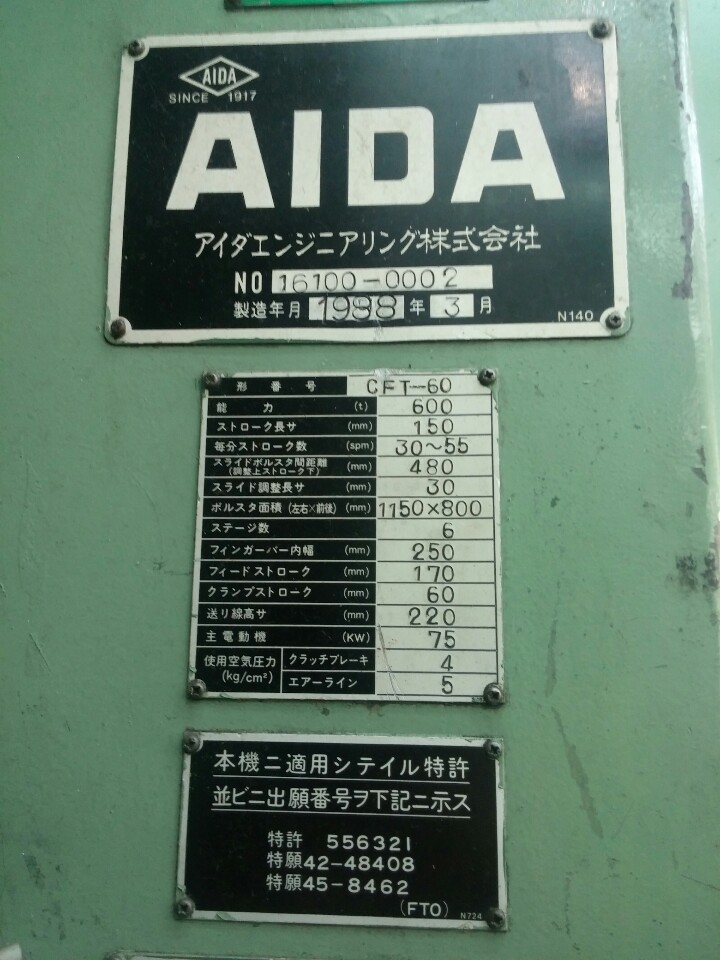 AIDA
SINCE 1917
AIDA
アイダエンジニアリング株式会社
NO 16100-0002
製造年月 1988 年 3 月
N140
形番号 CFT-60
能力 (t) 600
ストローク長サ (mm) 150
毎分ストローク数 (spm) 30~55
スライドボルスタ間距離 (調整上ストローク下) (mm) 480
スライド調整長サ (mm) 30
ボルスタ面積 (左右×前後) (mm) 1150×800
ステージ数 6
フィンガーバー内幅 (mm) 250
フィードストローク (mm) 170
クランプストローク (mm) 60
送リ線高サ (mm) 220
主電動機 (KW) 75
使用空気圧力 (kg/cm²) クラッチブレーキ 4
エアーライン 5
本機ニ適用シテイル特許
並ビニ出願番号ヲ下記ニ示ス
特許 556321
特願 42-48408
特願 45-8462
(FTO)
N724